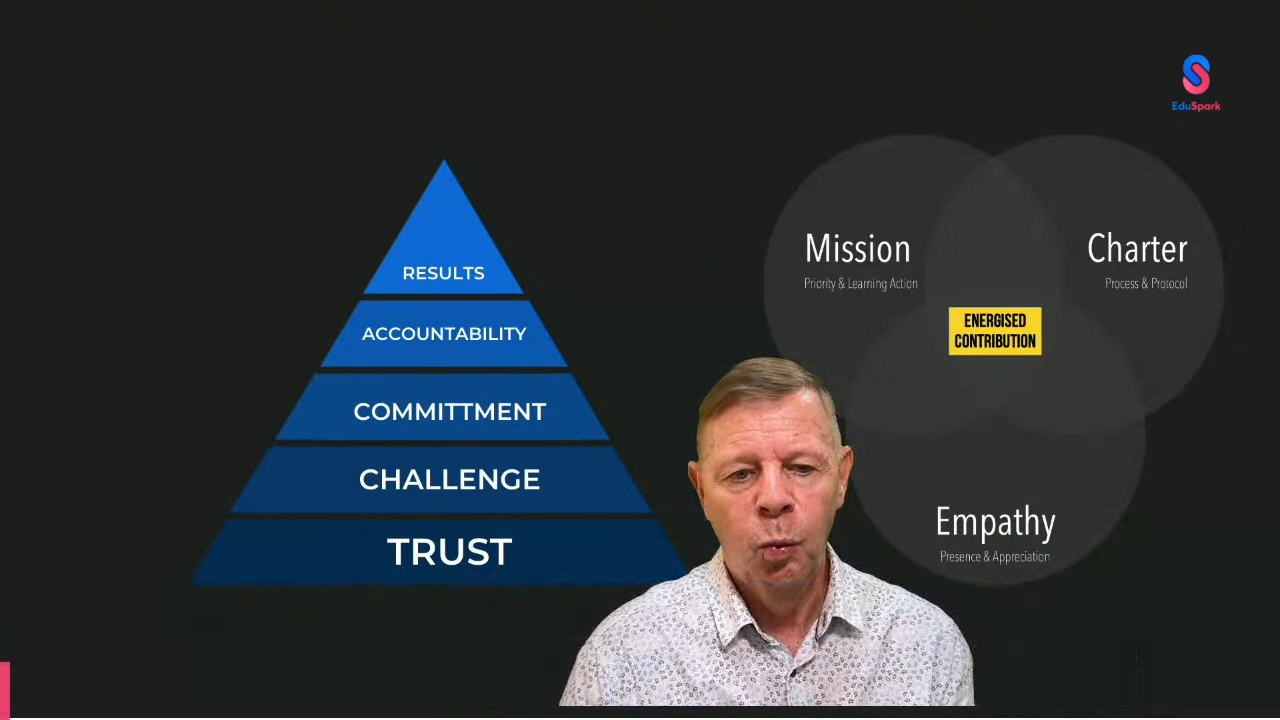 EduSpark
RESULTS
ACCOUNTABILITY
COMMITTMENT
CHALLENGE
TRUST
Mission
Priority & Learning Action
Charter
Process & Protocol
ENERGISED
CONTRIBUTION
Empathy
Presence & Appreciation